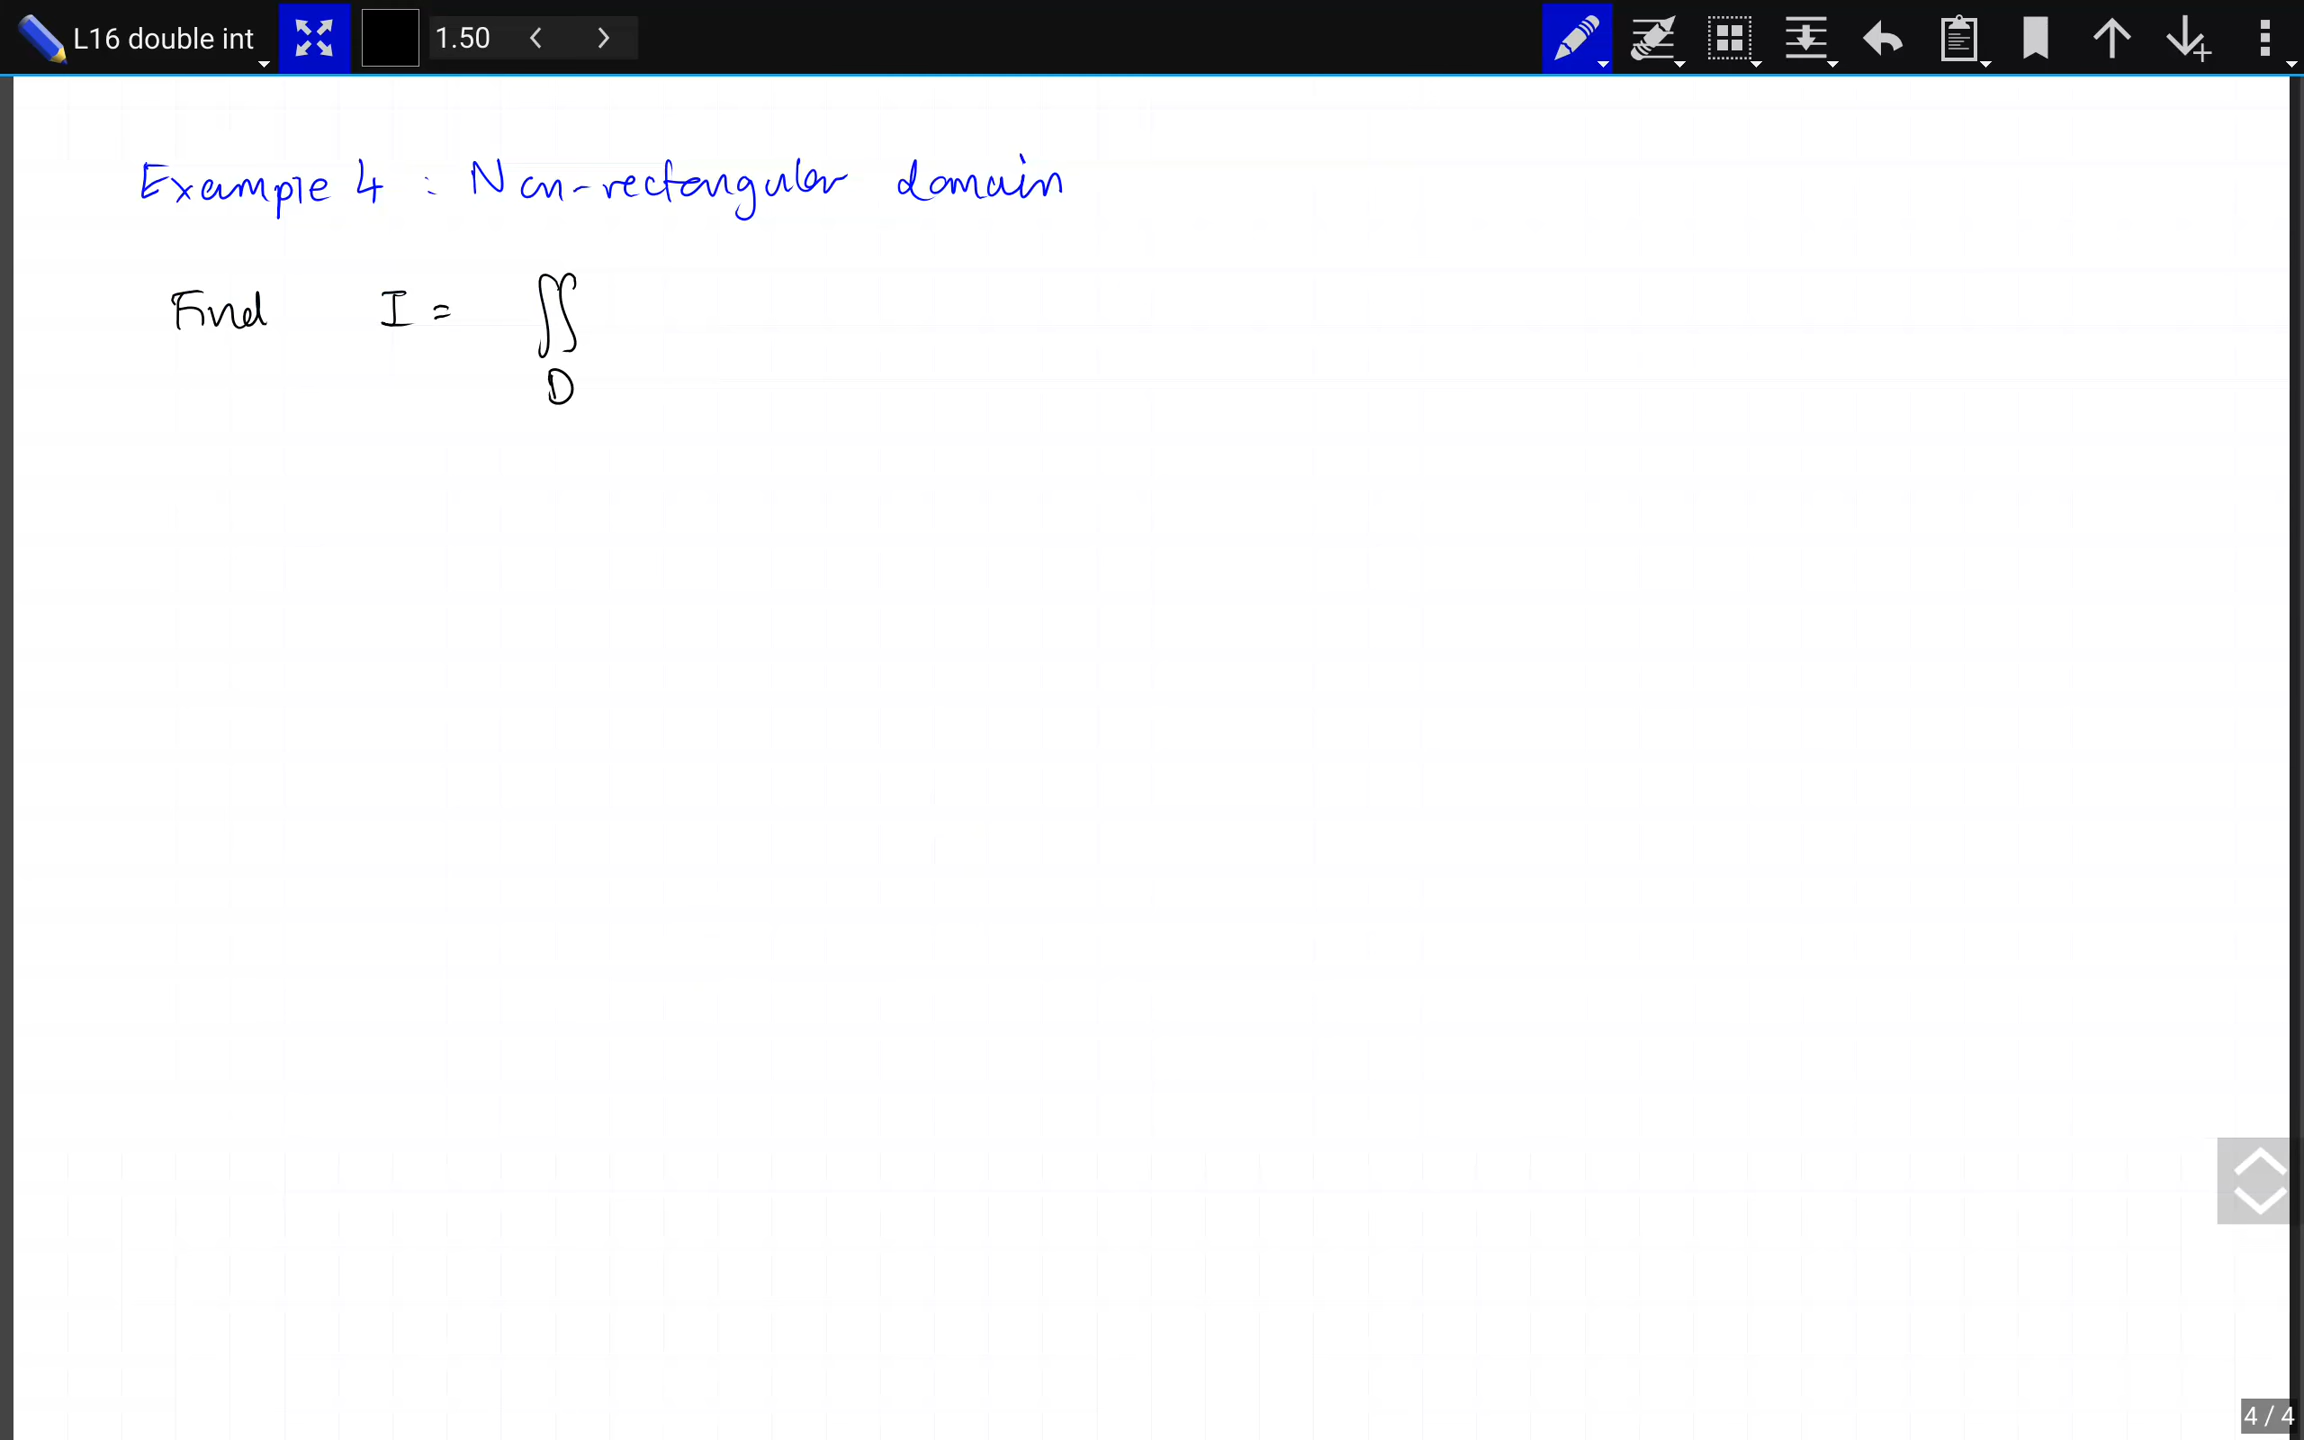 L16 double int 1.50
Example 4 : Non-rectangular domain
Find I = ∬
D
4 / 4